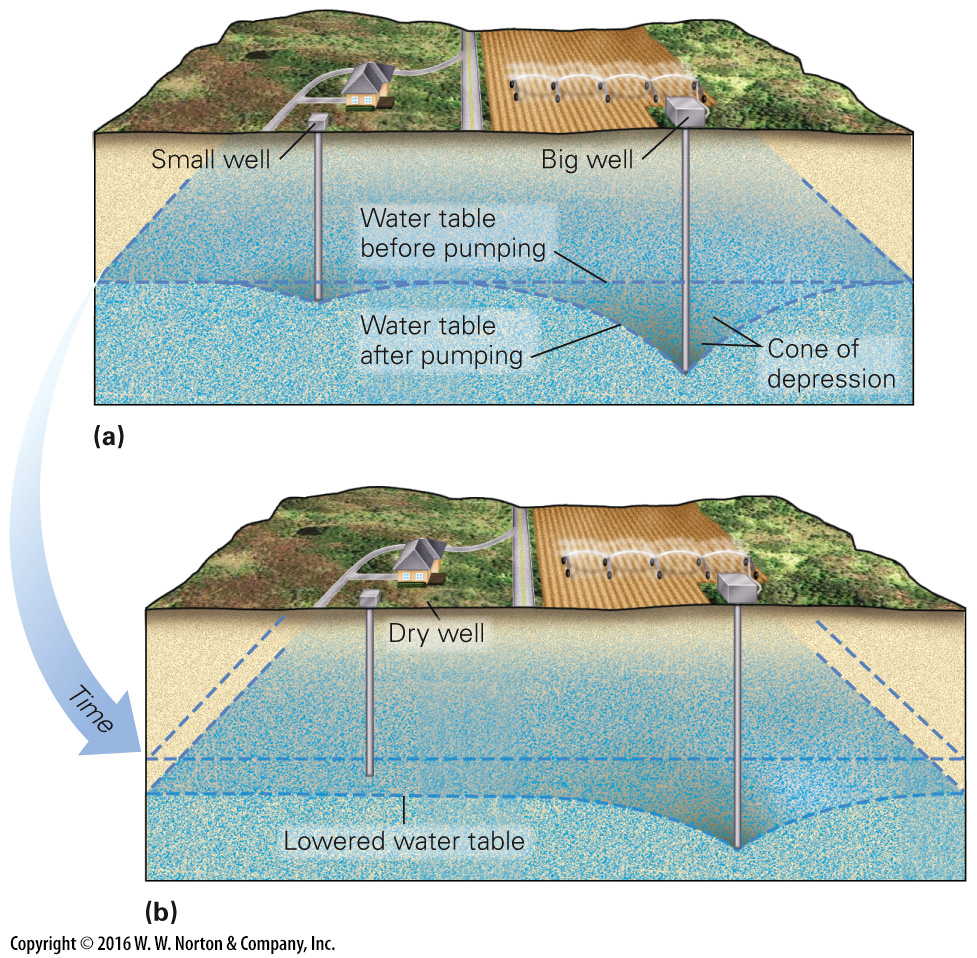 Small well
Big well
Water table
before pumping
Water table
after pumping
Cone of
depression
(a)
Time
Dry well
Lowered water table
(b)
Copyright © 2016 W. W. Norton & Company, Inc.